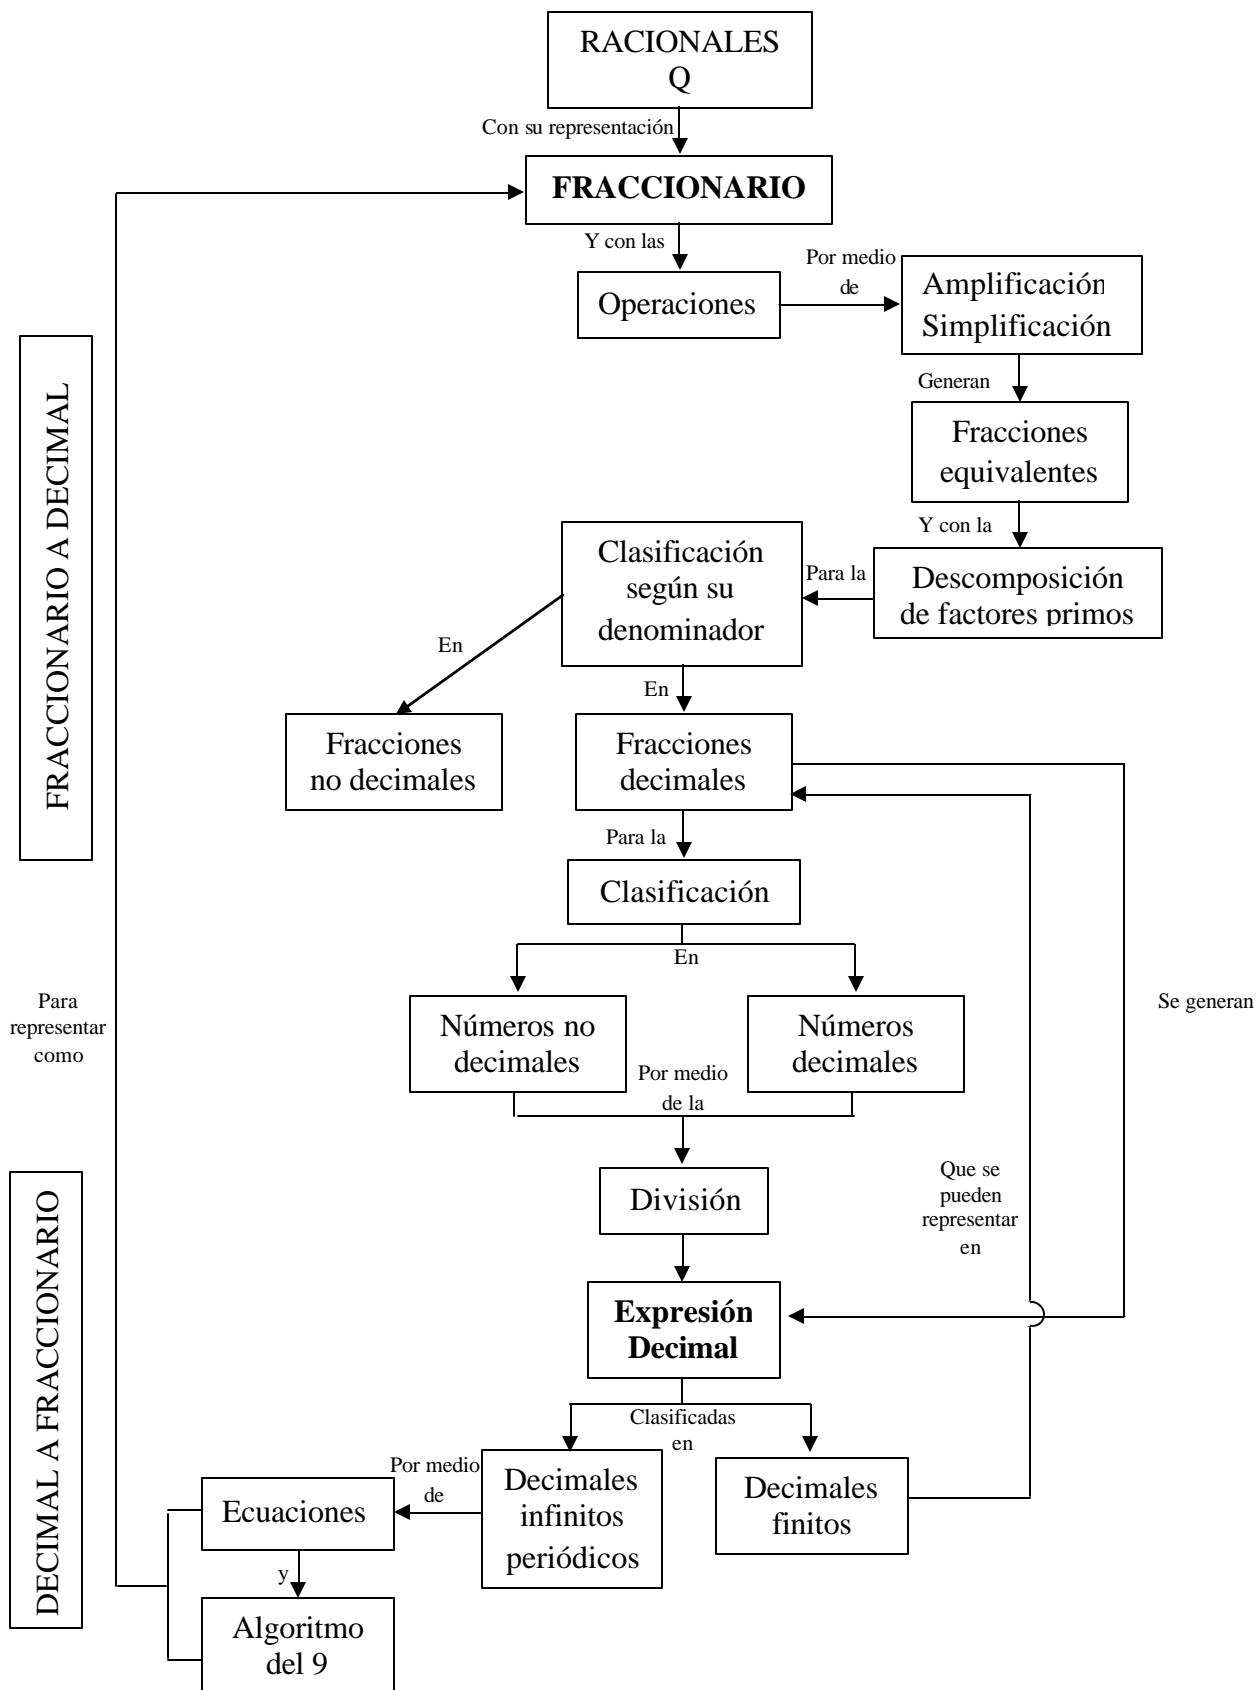 RACIONALES
Q
Con su representación
FRACCIONARIO
Y con las
Operaciones
Por medio
de
Amplificación
Simplificación
Generan
Fracciones
equivalentes
Y con la
Descomposición
de factores primos
Para la
Clasificación
según su
denominador
En
En
Fracciones
no decimales
Fracciones
decimales
Para la
Clasificación
En
Números no
decimales
Números
decimales
Por medio
de la
División
Expresión
Decimal
Clasificadas
en
Decimales
infinitos
periódicos
Decimales
finitos
Por medio
de
Ecuaciones
y
Algoritmo
del 9
Que se
pueden
representar
en
Se generan
Para
representar
como
FRACCIONARIO A DECIMAL
DECIMAL A FRACCIONARIO